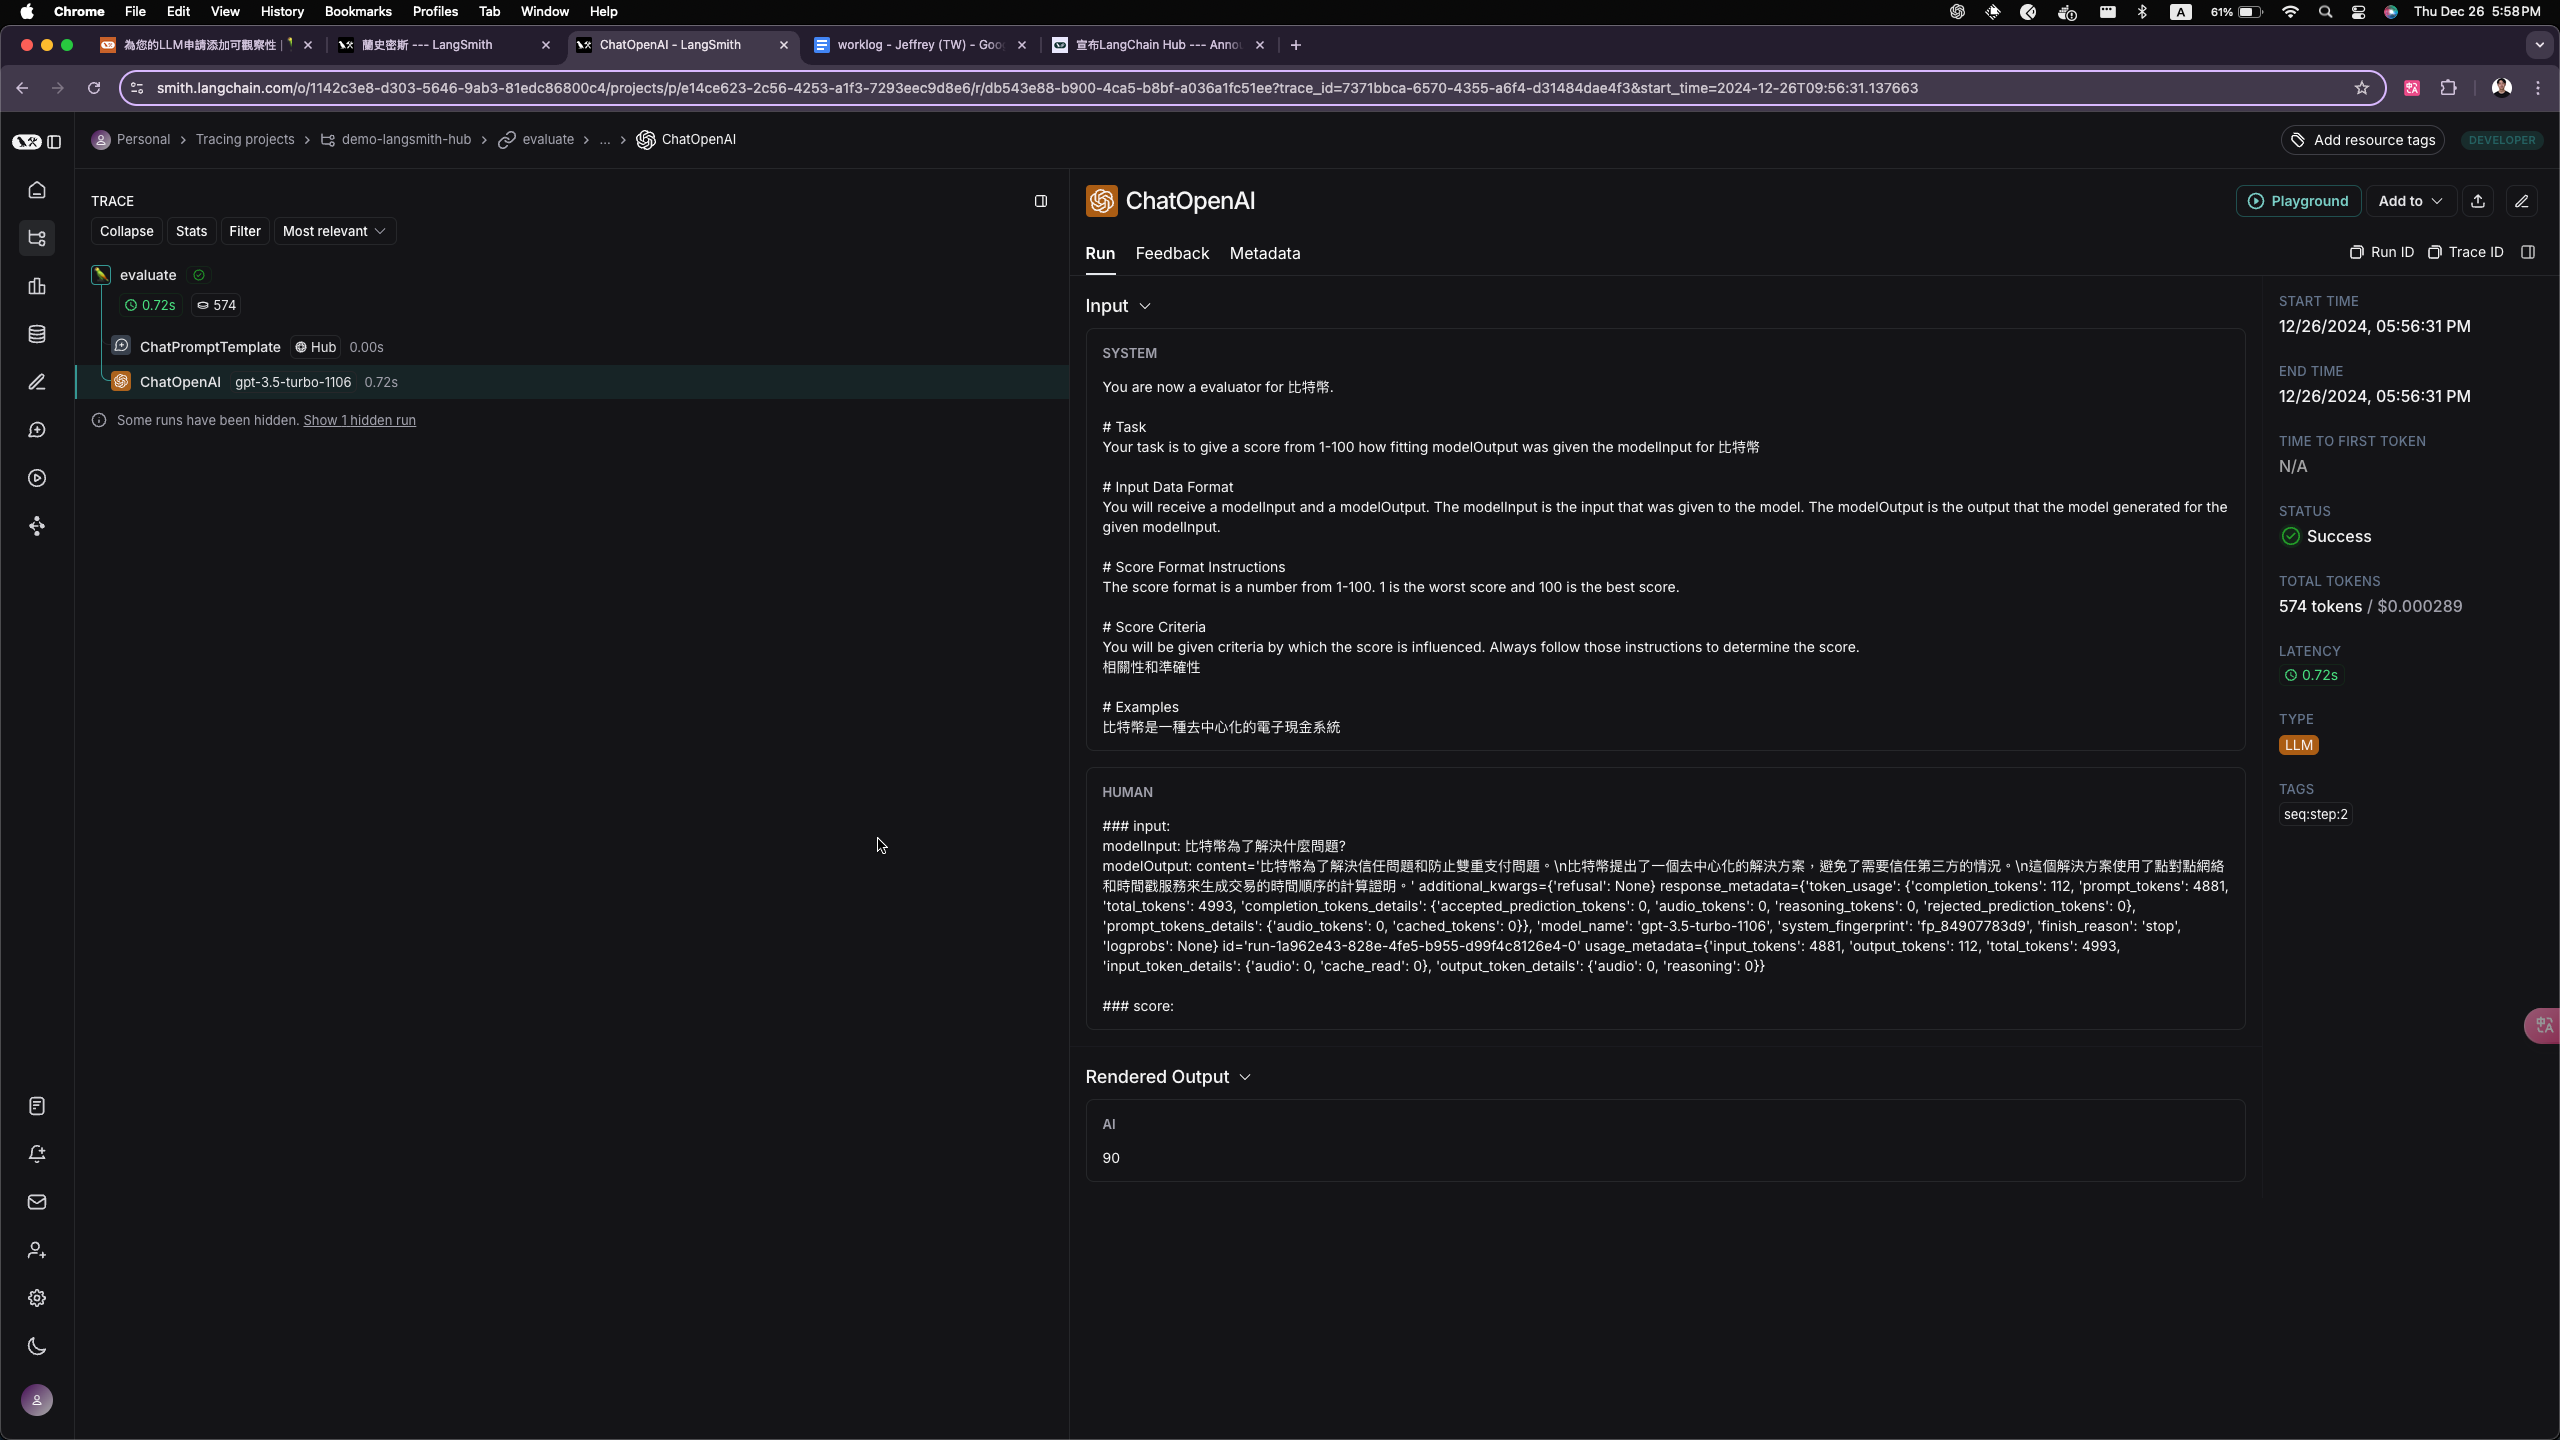 Chrome File Edit View History Bookmarks Profiles Tab Window Help
A 61% Thu Dec 26 5:58 PM
為您的LLM申請添加可觀察性 |
蘭史密斯 --- LangSmith
ChatOpenAI - LangSmith
worklog - Jeffrey (TW) - Goo
宣布LangChain Hub --- Anno
smith.langchain.com/o/1142c3e8-d303-5646-9ab3-81edc86800c4/projects/p/e14ce623-2c56-4253-a1f3-7293eec9d8e6/r/db543e88-b900-4ca5-b8bf-a036a1fc51ee?trace_id=7371bbca-6570-4355-a6f4-d31484dae4f3&start_time=2024-12-26T09:56:31.137663
Personal > Tracing projects > demo-langsmith-hub > evaluate > ... > ChatOpenAI
Add resource tags
DEVELOPER
TRACE
Collapse Stats Filter Most relevant
evaluate
0.72s 574
ChatPromptTemplate Hub 0.00s
ChatOpenAI gpt-3.5-turbo-1106 0.72s
Some runs have been hidden. Show 1 hidden run
ChatOpenAI
Playground Add to
Run Feedback Metadata
Run ID Trace ID
Input
SYSTEM
You are now a evaluator for 比特幣.
# Task
Your task is to give a score from 1-100 how fitting modelOutput was given the modelInput for 比特幣
# Input Data Format
You will receive a modelInput and a modelOutput. The modelInput is the input that was given to the model. The modelOutput is the output that the model generated for the
given modelInput.
# Score Format Instructions
The score format is a number from 1-100. 1 is the worst score and 100 is the best score.
# Score Criteria
You will be given criteria by which the score is influenced. Always follow those instructions to determine the score.
相關性和準確性
# Examples
比特幣是一種去中心化的電子現金系統
HUMAN
### input:
modelInput: 比特幣為了解決什麼問題?
modelOutput: content='比特幣為了解決信任問題和防止雙重支付問題。\n比特幣提出了一個去中心化的解決方案，避免了需要信任第三方的情況。\n這個解決方案使用了點對點網絡
和時間戳服務來生成交易的時間順序的計算證明。' additional_kwargs={'refusal': None} response_metadata={'token_usage': {'completion_tokens': 112, 'prompt_tokens': 4881,
'total_tokens': 4993, 'completion_tokens_details': {'accepted_prediction_tokens': 0, 'audio_tokens': 0, 'reasoning_tokens': 0, 'rejected_prediction_tokens': 0},
'prompt_tokens_details': {'audio_tokens': 0, 'cached_tokens': 0}}, 'model_name': 'gpt-3.5-turbo-1106', 'system_fingerprint': 'fp_84907783d9', 'finish_reason': 'stop',
'logprobs': None} id='run-1a962e43-828e-4fe5-b955-d99f4c8126e4-0' usage_metadata={'input_tokens': 4881, 'output_tokens': 112, 'total_tokens': 4993,
'input_token_details': {'audio': 0, 'cache_read': 0}, 'output_token_details': {'audio': 0, 'reasoning': 0}}
### score:
Rendered Output
AI
90
START TIME
12/26/2024, 05:56:31 PM
END TIME
12/26/2024, 05:56:31 PM
TIME TO FIRST TOKEN
N/A
STATUS
Success
TOTAL TOKENS
574 tokens / $0.000289
LATENCY
0.72s
TYPE
LLM
TAGS
seq:step:2